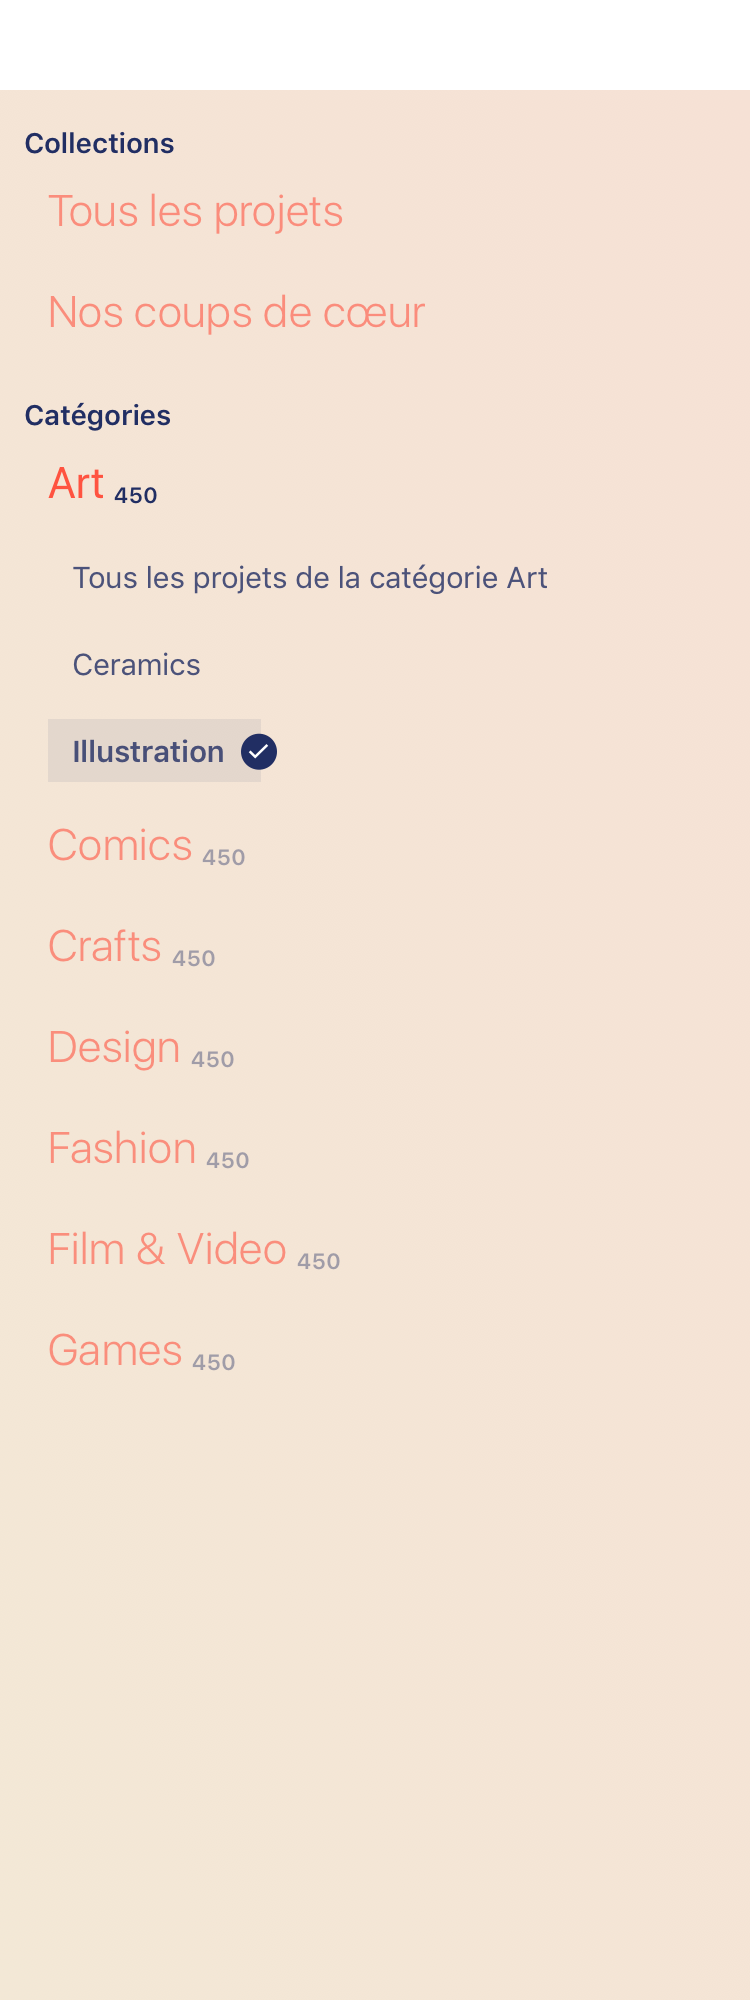 Collections
Tous les projets
Nos coups de cœur
Catégories
Art 450
Tous les projets de la catégorie Art
Ceramics
Illustration
Comics 450
Crafts 450
Design 450
Fashion 450
Film & Video 450
Games 450